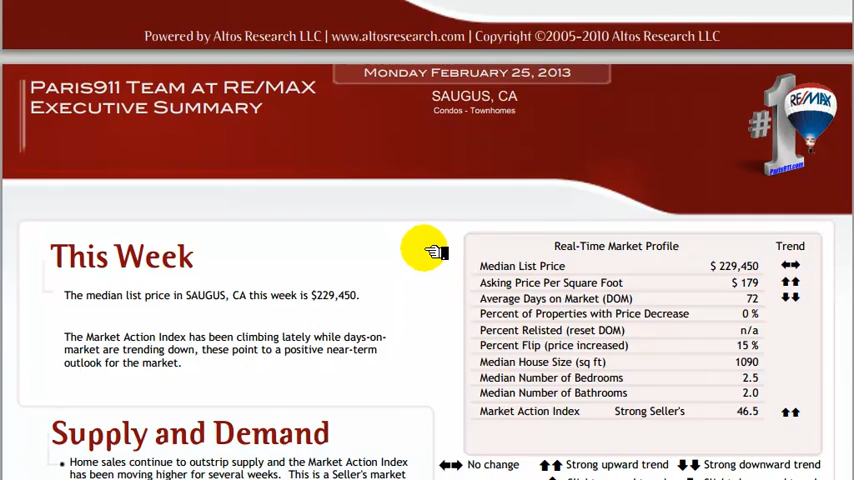 Powered by Altos Research LLC | www.altosresearch.com | Copyright ©2005-2010 Altos Research LLC
MONDAY FEBRUARY 25, 2013
PARIS911 TEAM AT RE/MAX
EXECUTIVE SUMMARY
SAUGUS, CA
Condos - Townhomes
#1
RE/MAX
Paris911.com
This Week
The median list price in SAUGUS, CA this week is $229,450.
The Market Action Index has been climbing lately while days-on-
market are trending down, these point to a positive near-term
outlook for the market.
Supply and Demand
• Home sales continue to outstrip supply and the Market Action Index
has been moving higher for several weeks. This is a Seller's market
Real-Time Market Profile Trend
Median List Price $ 229,450
Asking Price Per Square Foot $ 179
Average Days on Market (DOM) 72
Percent of Properties with Price Decrease 0 %
Percent Relisted (reset DOM) n/a
Percent Flip (price increased) 15 %
Median House Size (sq ft) 1090
Median Number of Bedrooms 2.5
Median Number of Bathrooms 2.0
Market Action Index Strong Seller's 46.5
No change Strong upward trend Strong downward trend